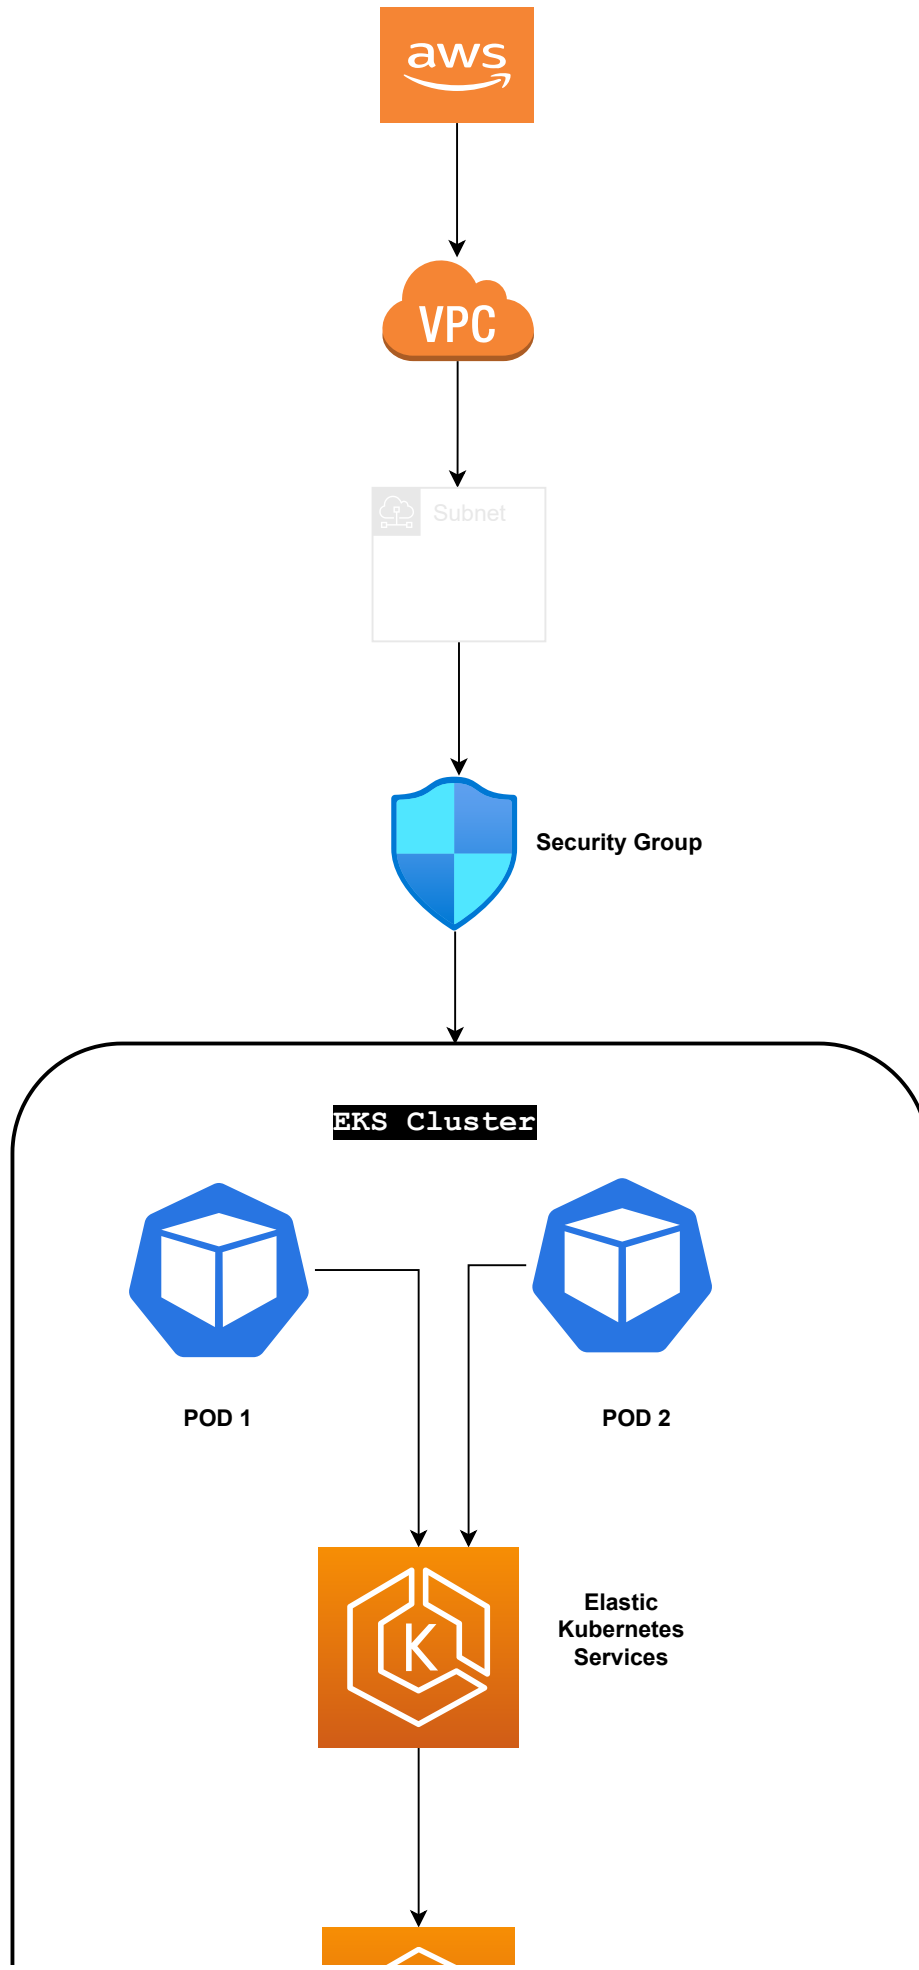 aws
VPC
Subnet
Security Group
EKS Cluster
POD 1
POD 2
K
Elastic
Kubernetes
Services